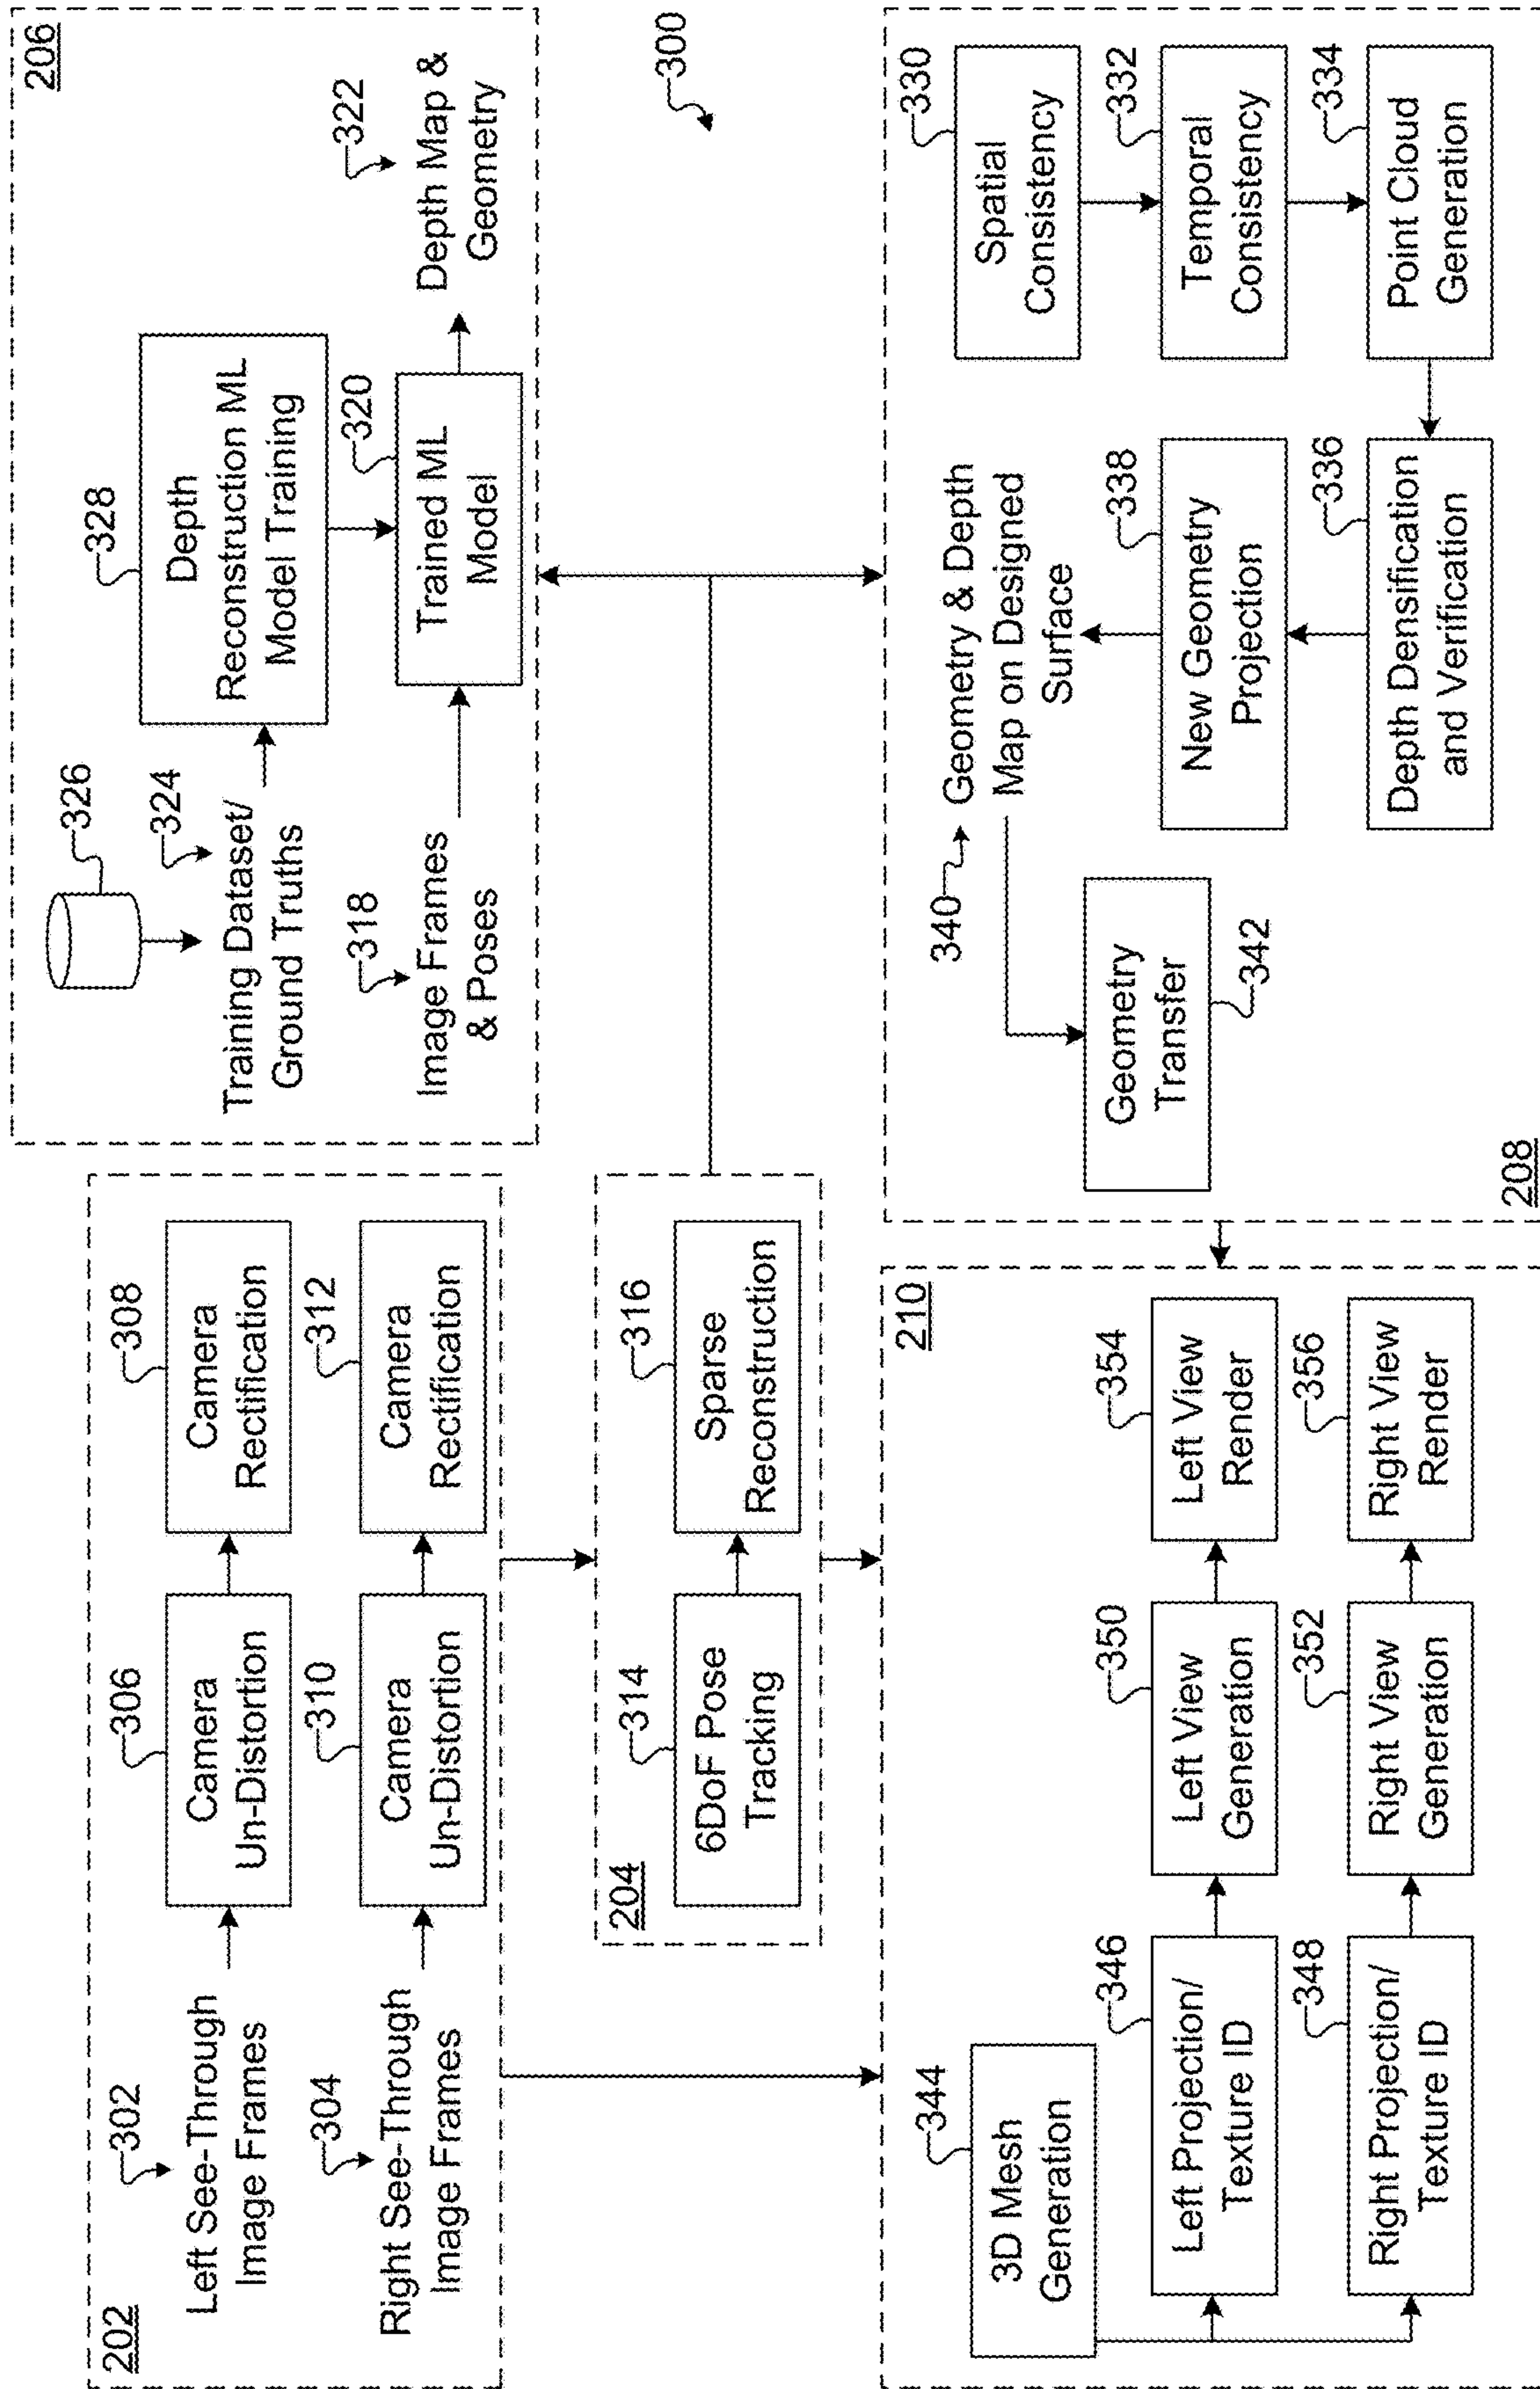 202
302
Left See-Through
Image Frames
306
Camera
Un-Distortion
308
Camera
Rectification
304
Right See-Through
Image Frames
310
Camera
Un-Distortion
312
Camera
Rectification
206
326
324
Training Dataset/
Ground Truths
328
Depth
Reconstruction ML
Model Training
318
Image Frames
& Poses
320
Trained ML
Model
322
Depth Map &
Geometry
204
314
6DoF Pose
Tracking
316
Sparse
Reconstruction
300
210
344
3D Mesh
Generation
346
Left Projection/
Texture ID
350
Left View
Generation
354
Left View
Render
348
Right Projection/
Texture ID
352
Right View
Generation
356
Right View
Render
208
330
Spatial
Consistency
332
Temporal
Consistency
334
Point Cloud
Generation
336
Depth Densification
and Verification
338
New Geometry
Projection
340
Geometry & Depth
Map on Designed
Surface
Geometry
Transfer
342